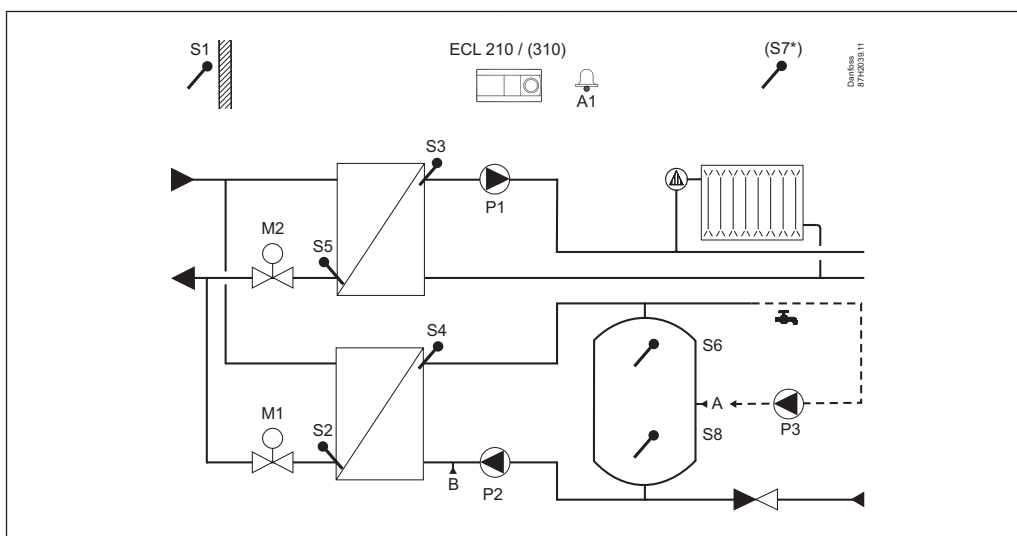 S1
ECL 210 / (310)
(S7*)
Danfoss
87H2039.11
A1
S3
P1
M2
S5
S4
S6
A
P3
S8
M1
S2
B
P2